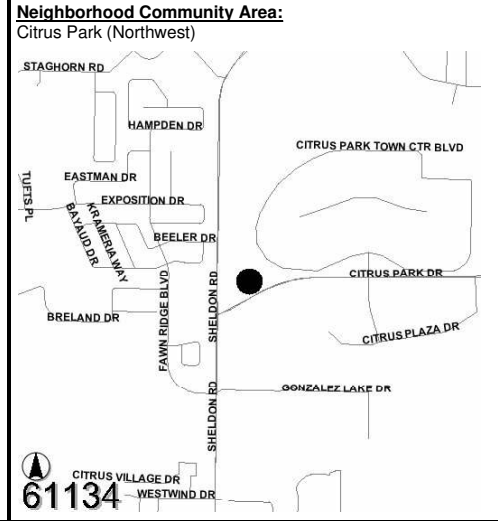 Neighborhood Community Area:
Citrus Park (Northwest)
STAGHORN RD
HAMPDEN DR
CITRUS PARK TOWN CTR BLVD
TUFTS PL
EASTMAN DR
EXPOSITION DR
KRAMERIA WAY
BAYAUD DR
BEELER DR
CITRUS PARK DR
FAWN RIDGE BLVD
SHELDON RD
BRELAND DR
CITRUS PLAZA DR
GONZALEZ LAKE DR
SHELDON RD
CITRUS VILLAGE DR
61134
WESTWIND DR